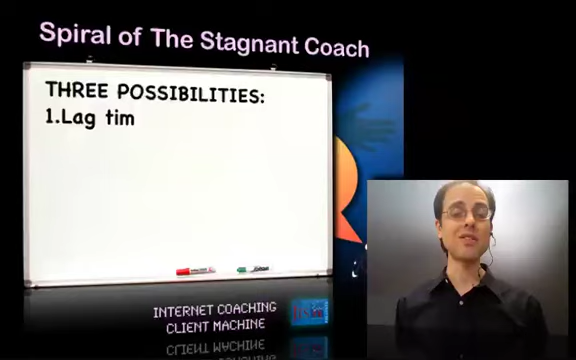 Spiral of The Stagnant Coach
THREE POSSIBILITIES:
1.Lag tim
INTERNET COACHING
CLIENT MACHINE